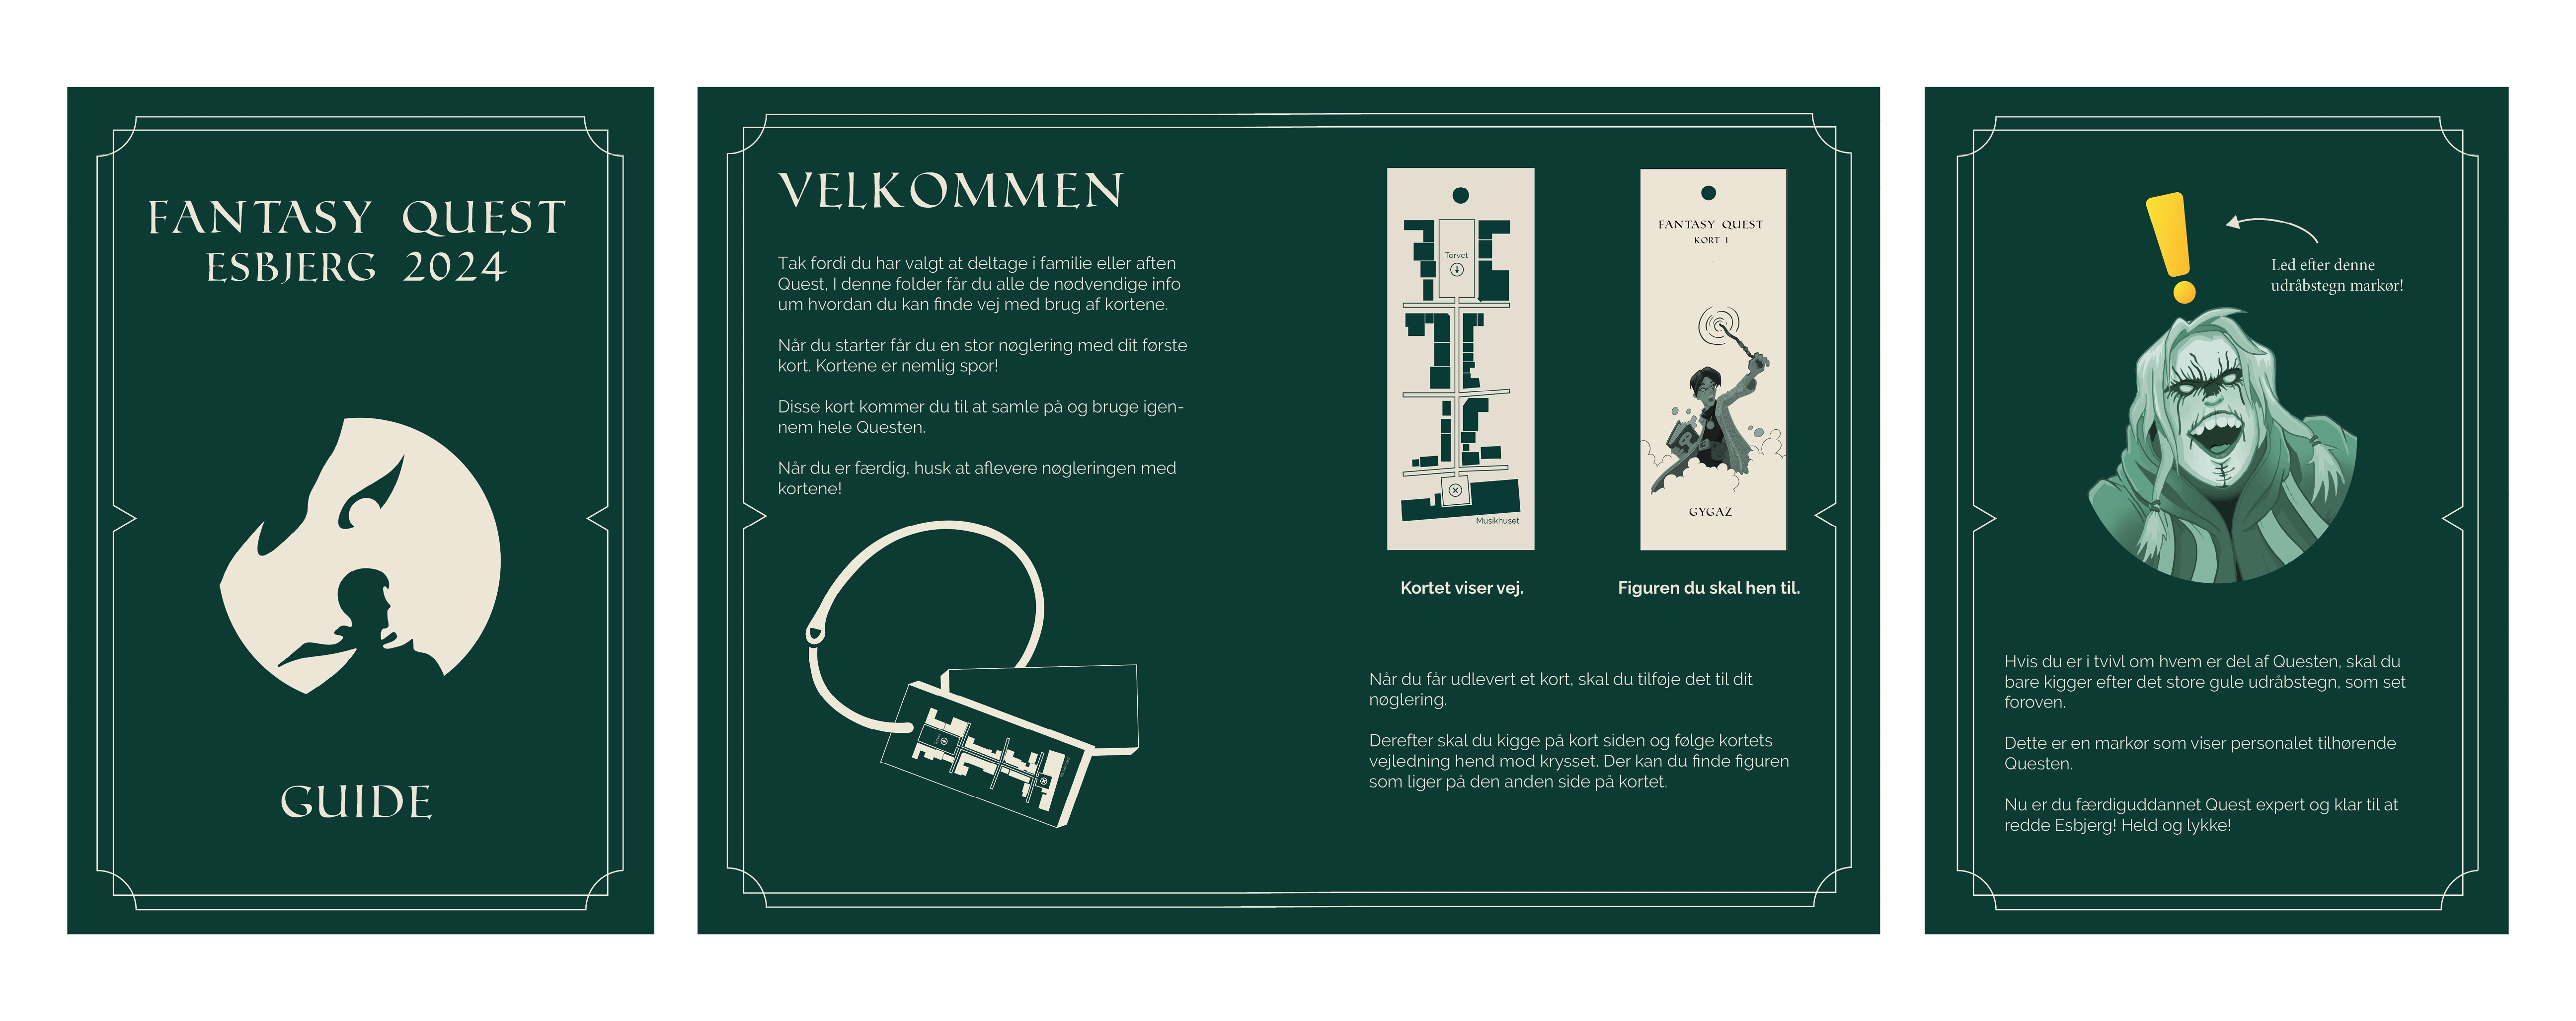 FANTASY QUEST
ESBJERG 2024
GUIDE
VELKOMMEN
Tak fordi du har valgt at deltage i familie eller aften
Quest, I denne folder får du alle de nødvendige info
um hvordan du kan finde vej med brug af kortene.
Når du starter får du en stor nøglering med dit første
kort. Kortene er nemlig spor!
Disse kort kommer du til at samle på og bruge igen-
nem hele Questen.
Når du er færdig, husk at aflevere nøgleringen med
kortene!
Torvet
Musikhuset
Kortet viser vej.
FANTASY QUEST
KORT 1
GYGAZ
Figuren du skal hen til.
Når du får udlevert et kort, skal du tilføje det til dit
nøglering.
Derefter skal du kigge på kort siden og følge kortets
vejledning hend mod krysset. Der kan du finde figuren
som liger på den anden side på kortet.
Led efter denne
udråbstegn markør!
Hvis du er i tvivl om hvem er del af Questen, skal du
bare kigger efter det store gule udråbstegn, som set
foroven.
Dette er en markør som viser personalet tilhørende
Questen.
Nu er du færdiguddannet Quest expert og klar til at
redde Esbjerg! Held og lykke!